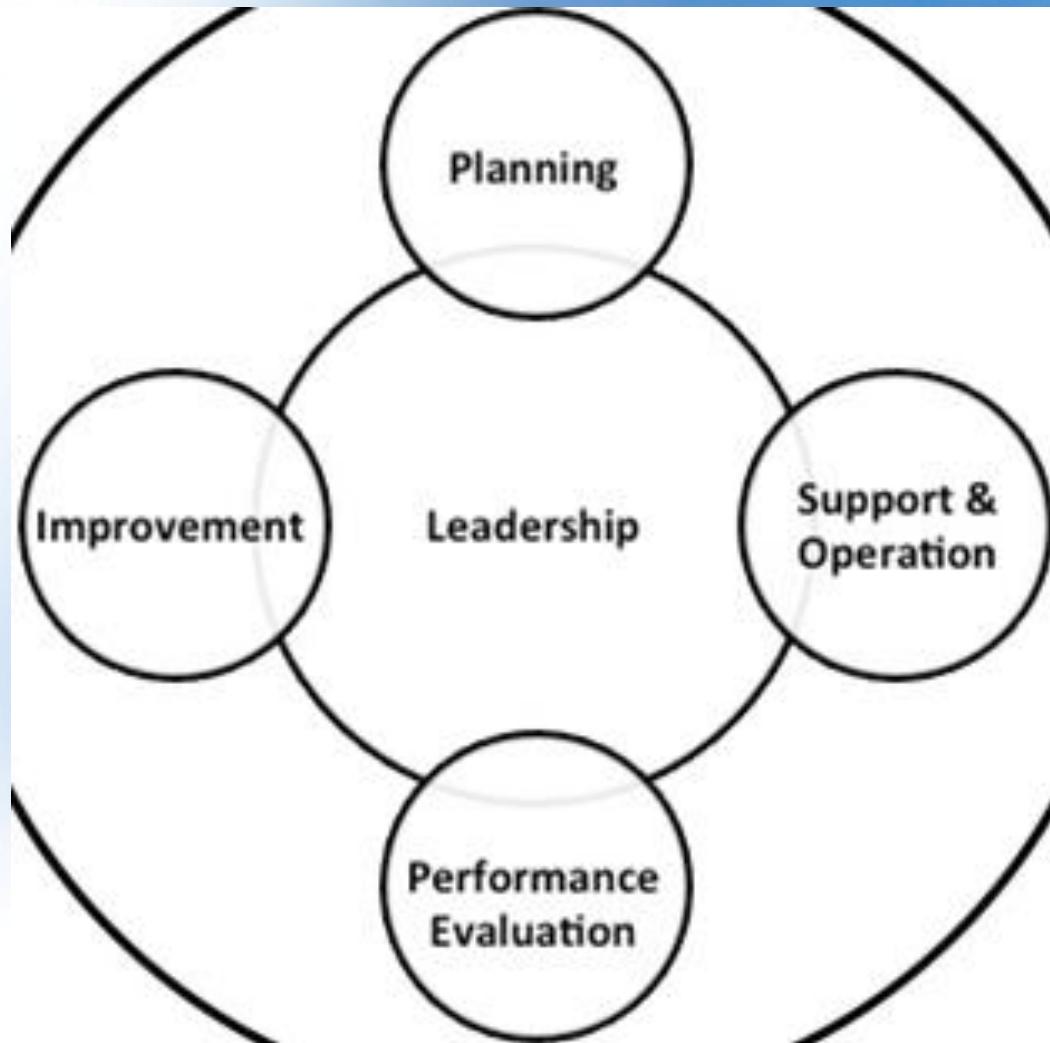 Planning
Improvement
Leadership
Support &
Operation
Performance
Evaluation